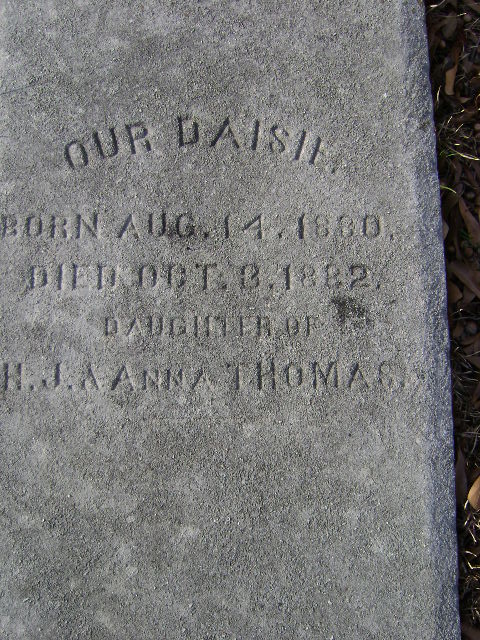 OUR DAISIE.
BORN AUG. 14. 1880.
DIED OCT. 8. 1882.
DAUGHTER OF
H. J. & ANNA THOMAS.